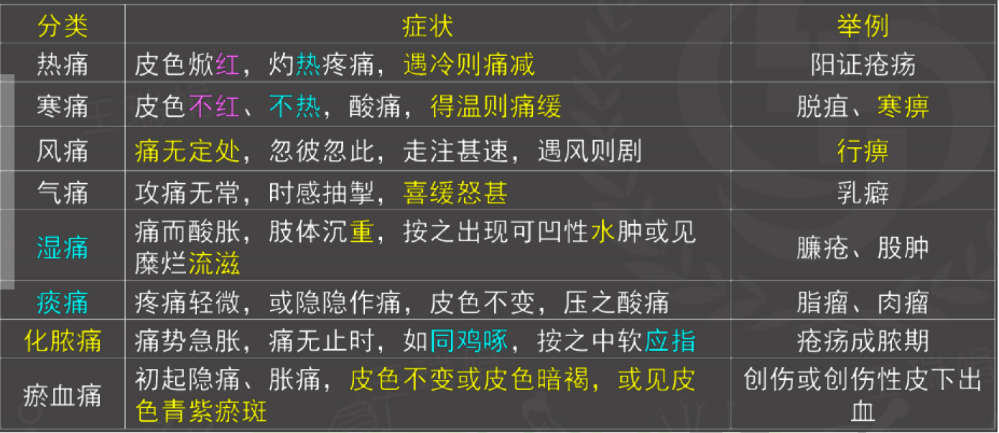 分类 症状 举例
热痛 皮色焮红，灼热疼痛，遇冷则痛减 阳证疮疡
寒痛 皮色不红、不热，酸痛，得温则痛缓 脱疽、寒痹
风痛 痛无定处，忽彼忽此，走注甚速，遇风则剧 行痹
气痛 攻痛无常，时感抽掣，喜缓怒甚 乳癖
湿痛 痛而酸胀，肢体沉重，按之出现可凹性水肿或见
糜烂流滋 臁疮、股肿
痰痛 疼痛轻微，或隐隐作痛，皮色不变，压之酸痛 脂瘤、肉瘤
化脓痛 痛势急胀，痛无止时，如同鸡啄，按之中软应指 疮疡成脓期
瘀血痛 初起隐痛、胀痛，皮色不变或皮色暗褐，或见皮
色青紫瘀斑 创伤或创伤性皮下出
血